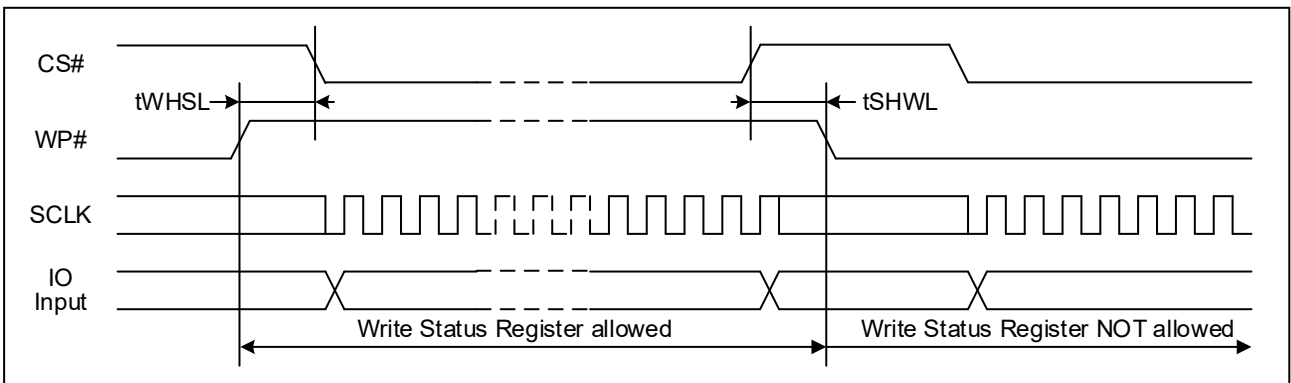 CS#
tWHSL
tSHWL
WP#
SCLK
IO
Input
Write Status Register allowed
Write Status Register NOT allowed